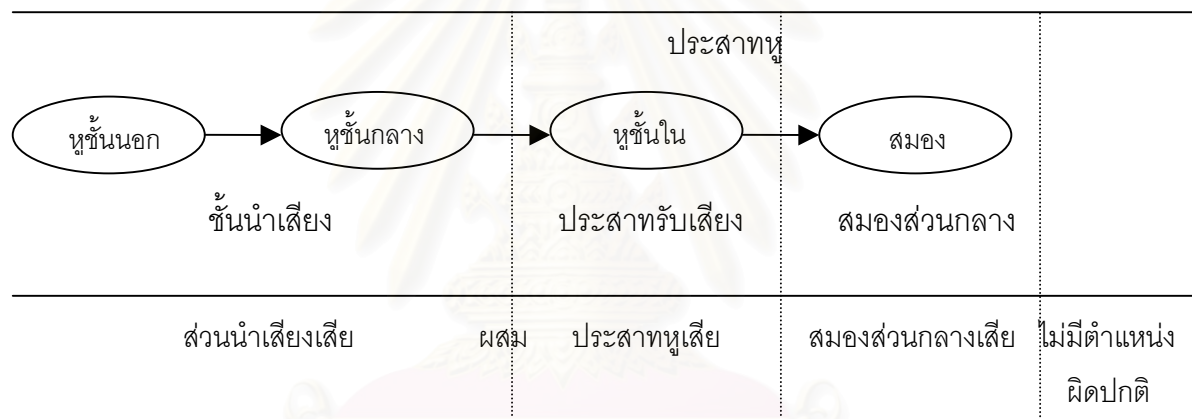 ประสาทหู
หูชั้นนอก หูชั้นกลาง หูชั้นใน สมอง
ชั้นนำเสียง ประสาทรับเสียง สมองส่วนกลาง
ส่วนนำเสียงเสีย ผสม ประสาทหูเสีย สมองส่วนกลางเสีย ไม่มีตำแหน่ง
ผิดปกติ